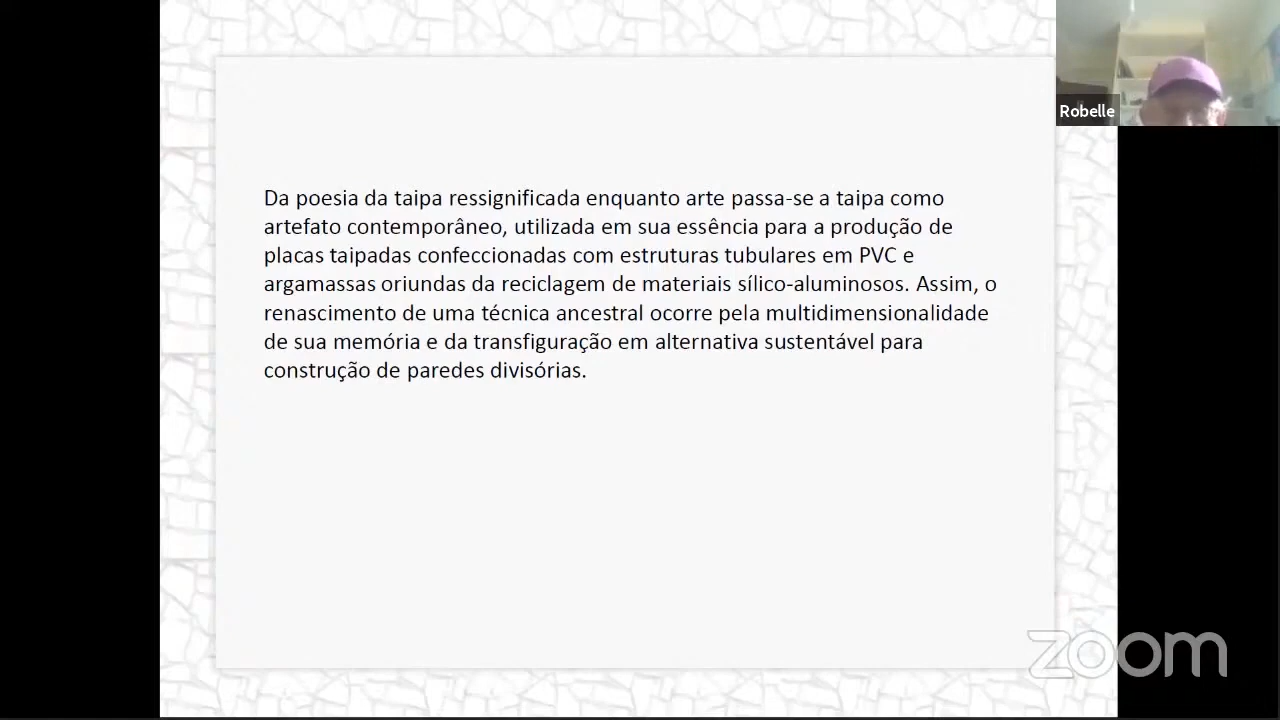 Robelle
Da poesia da taipa ressignificada enquanto arte passa-se a taipa como
artefato contemporâneo, utilizada em sua essência para a produção de
placas taipadas confeccionadas com estruturas tubulares em PVC e
argamassas oriundas da reciclagem de materiais sílico-aluminosos. Assim, o
renascimento de uma técnica ancestral ocorre pela multidimensionalidade
de sua memória e da transfiguração em alternativa sustentável para
construção de paredes divisórias.
zoom